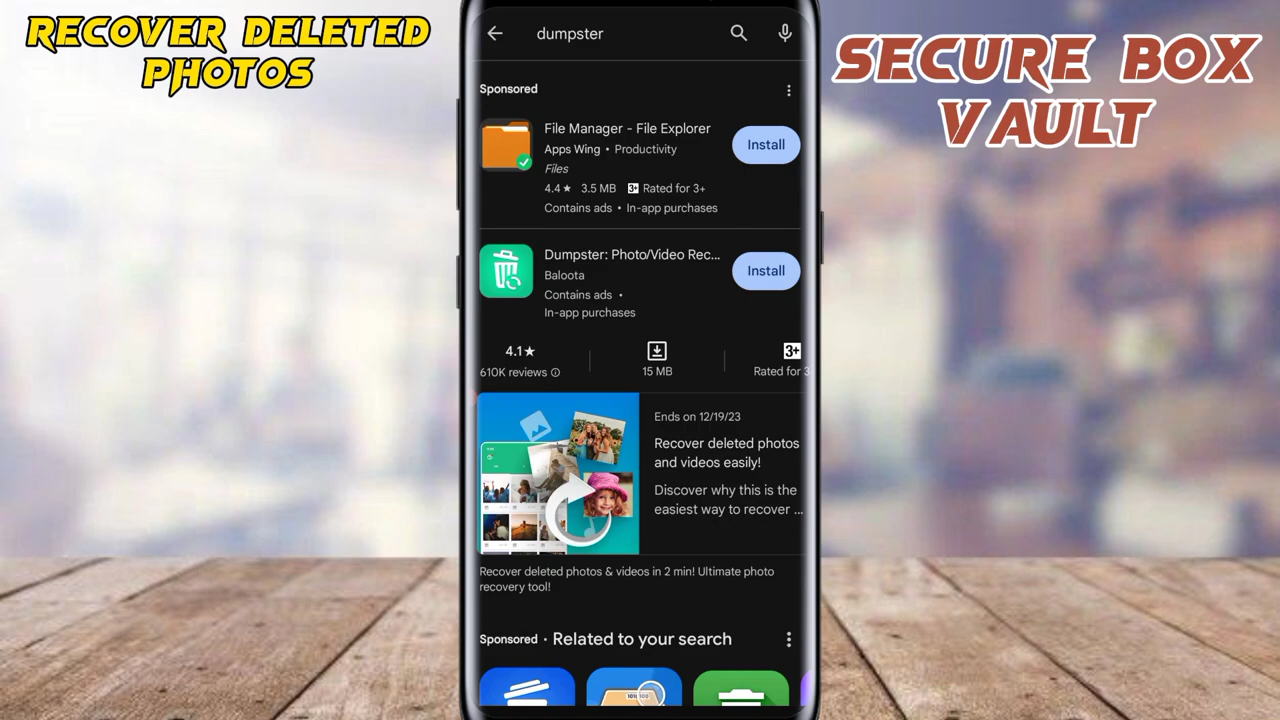 RECOVER DELETED
PHOTOS
SECURE BOX
VAULT
dumpster
Sponsored
File Manager - File Explorer
Apps Wing • Productivity
Files
4.4★ 3.5 MB 3+ Rated for 3+
Contains ads • In-app purchases
Install
Dumpster: Photo/Video Rec...
Baloota
Contains ads •
In-app purchases
Install
4.1★
610K reviews
15 MB
3+
Rated for 3
Ends on 12/19/23
Recover deleted photos
and videos easily!
Discover why this is the
easiest way to recover ...
Recover deleted photos & videos in 2 min! Ultimate photo
recovery tool!
Sponsored · Related to your search